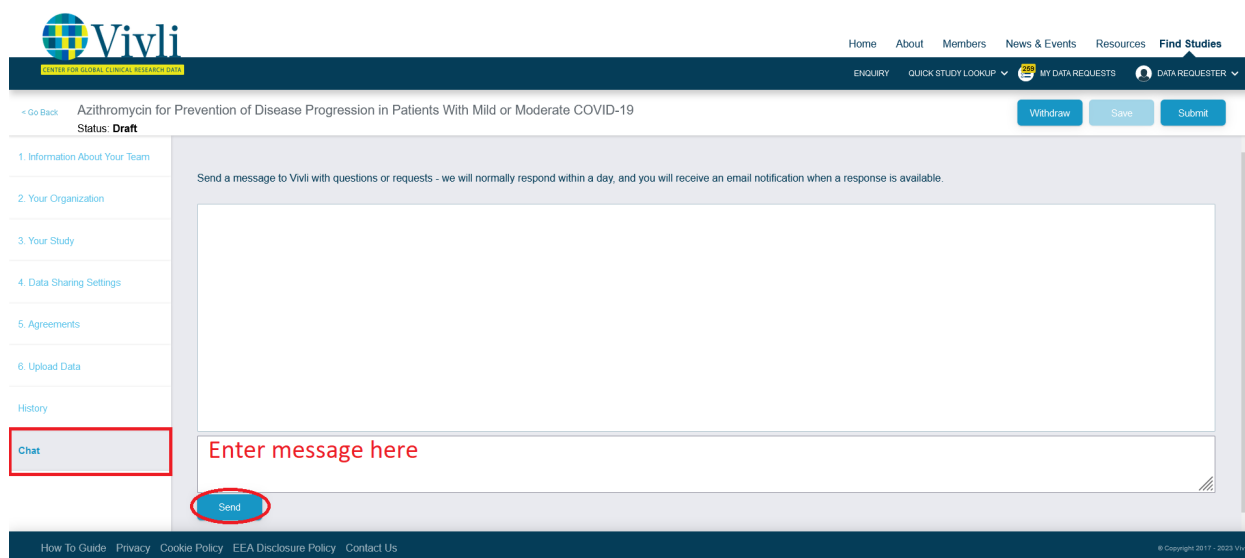 Vivli
CENTER FOR GLOBAL CLINICAL RESEARCH DATA
Home About Members News & Events Resources Find Studies
ENQUIRY QUICK STUDY LOOKUP 259 MY DATA REQUESTS DATA REQUESTER
< Go Back Azithromycin for Prevention of Disease Progression in Patients With Mild or Moderate COVID-19
Status: Draft
Withdraw Save Submit
1. Information About Your Team
2. Your Organization
3. Your Study
4. Data Sharing Settings
5. Agreements
6. Upload Data
History
Chat
Send a message to Vivli with questions or requests - we will normally respond within a day, and you will receive an email notification when a response is available.
Enter message here
Send
How To Guide Privacy Cookie Policy EEA Disclosure Policy Contact Us
© Copyright 2017 - 2023 Viv